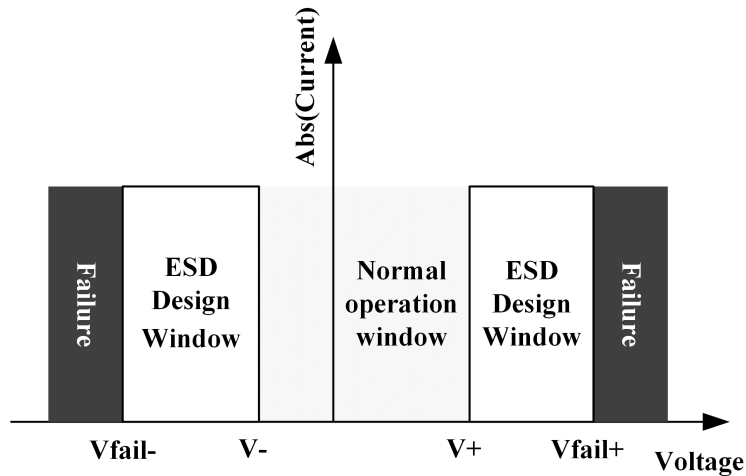 Abs(Current)
Failure
ESD
Design
Window
Normal
operation
window
ESD
Design
Window
Failure
Vfail-
V-
V+
Vfail+
Voltage